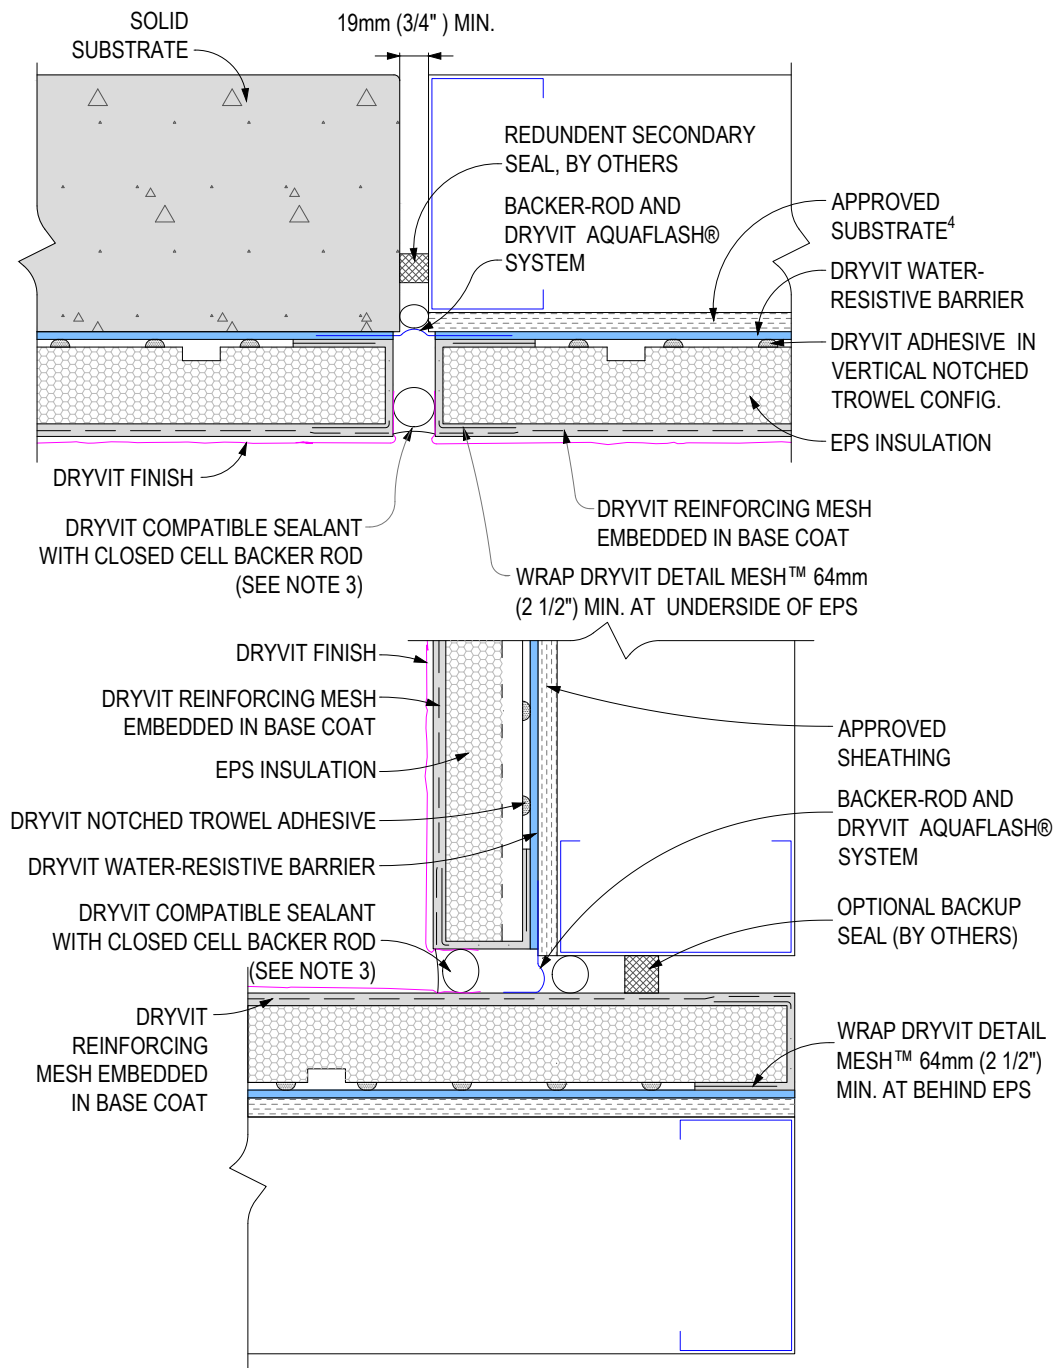 SOLID
SUBSTRATE
19mm (3/4" ) MIN.
REDUNDENT SECONDARY
SEAL, BY OTHERS
BACKER-ROD AND
DRYVIT AQUAFLASH®
SYSTEM
APPROVED
SUBSTRATE⁴
DRYVIT WATER-
RESISTIVE BARRIER
DRYVIT ADHESIVE IN
VERTICAL NOTCHED
TROWEL CONFIG.
EPS INSULATION
DRYVIT FINISH
DRYVIT COMPATIBLE SEALANT
WITH CLOSED CELL BACKER ROD
(SEE NOTE 3)
DRYVIT REINFORCING MESH
EMBEDDED IN BASE COAT
WRAP DRYVIT DETAIL MESH™ 64mm
(2 1/2") MIN. AT UNDERSIDE OF EPS
DRYVIT FINISH
DRYVIT REINFORCING MESH
EMBEDDED IN BASE COAT
EPS INSULATION
DRYVIT NOTCHED TROWEL ADHESIVE
DRYVIT WATER-RESISTIVE BARRIER
DRYVIT COMPATIBLE SEALANT
WITH CLOSED CELL BACKER ROD
(SEE NOTE 3)
DRYVIT
REINFORCING
MESH EMBEDDED
IN BASE COAT
APPROVED
SHEATHING
BACKER-ROD AND
DRYVIT AQUAFLASH®
SYSTEM
OPTIONAL BACKUP
SEAL (BY OTHERS)
WRAP DRYVIT DETAIL
MESH™ 64mm (2 1/2")
MIN. AT BEHIND EPS